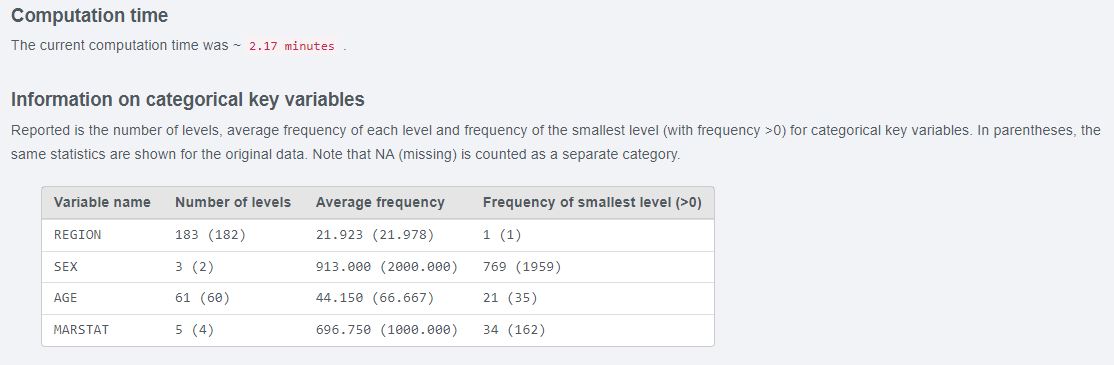 Computation time
The current computation time was ~ 2.17 minutes .
Information on categorical key variables
Reported is the number of levels, average frequency of each level and frequency of the smallest level (with frequency >0) for categorical key variables. In parentheses, the
same statistics are shown for the original data. Note that NA (missing) is counted as a separate category.
Variable name Number of levels Average frequency Frequency of smallest level (>0)
REGION 183 (182) 21.923 (21.978) 1 (1)
SEX 3 (2) 913.000 (2000.000) 769 (1959)
AGE 61 (60) 44.150 (66.667) 21 (35)
MARSTAT 5 (4) 696.750 (1000.000) 34 (162)